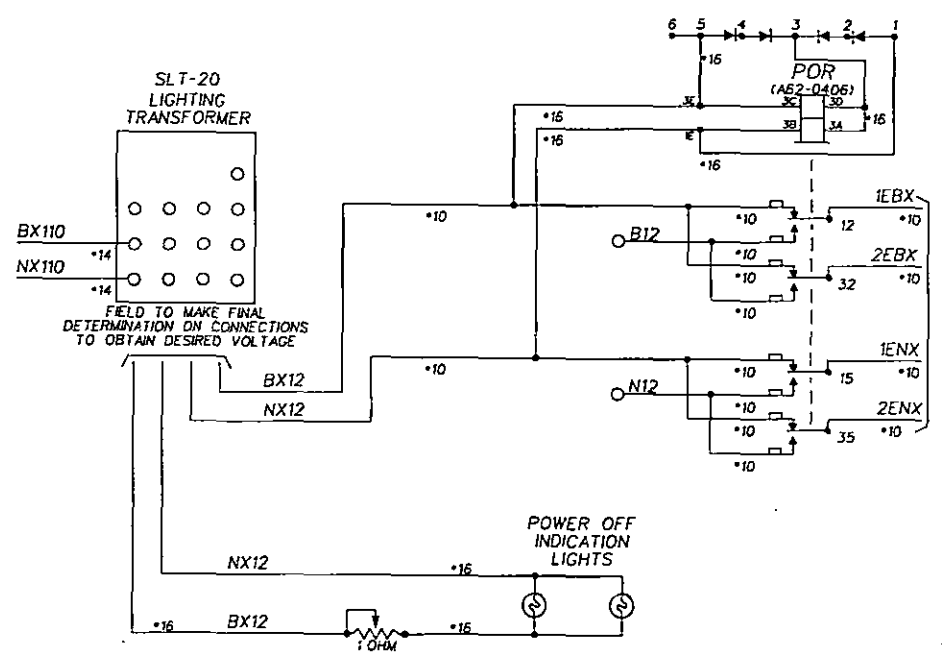 6 5 4 3 2 1
*16
POR
(A62-0406)
3E 3C 3D
*16 *16
1E 3B 3A
*16 *16
SLT-20
LIGHTING
TRANSFORMER
BX110
*14
NX110
*14
FIELD TO MAKE FINAL
DETERMINATION ON CONNECTIONS
TO OBTAIN DESIRED VOLTAGE
BX12
NX12
*10
*10
*10
12
1EBX
*10
B12
*10
*10
32
2EBX
*10
*10
*10
15
1ENX
*10
N12
*10
*10
35
2ENX
*10
*10
POWER OFF
INDICATION
LIGHTS
NX12
*16
*16
BX12
1 OHM
*16